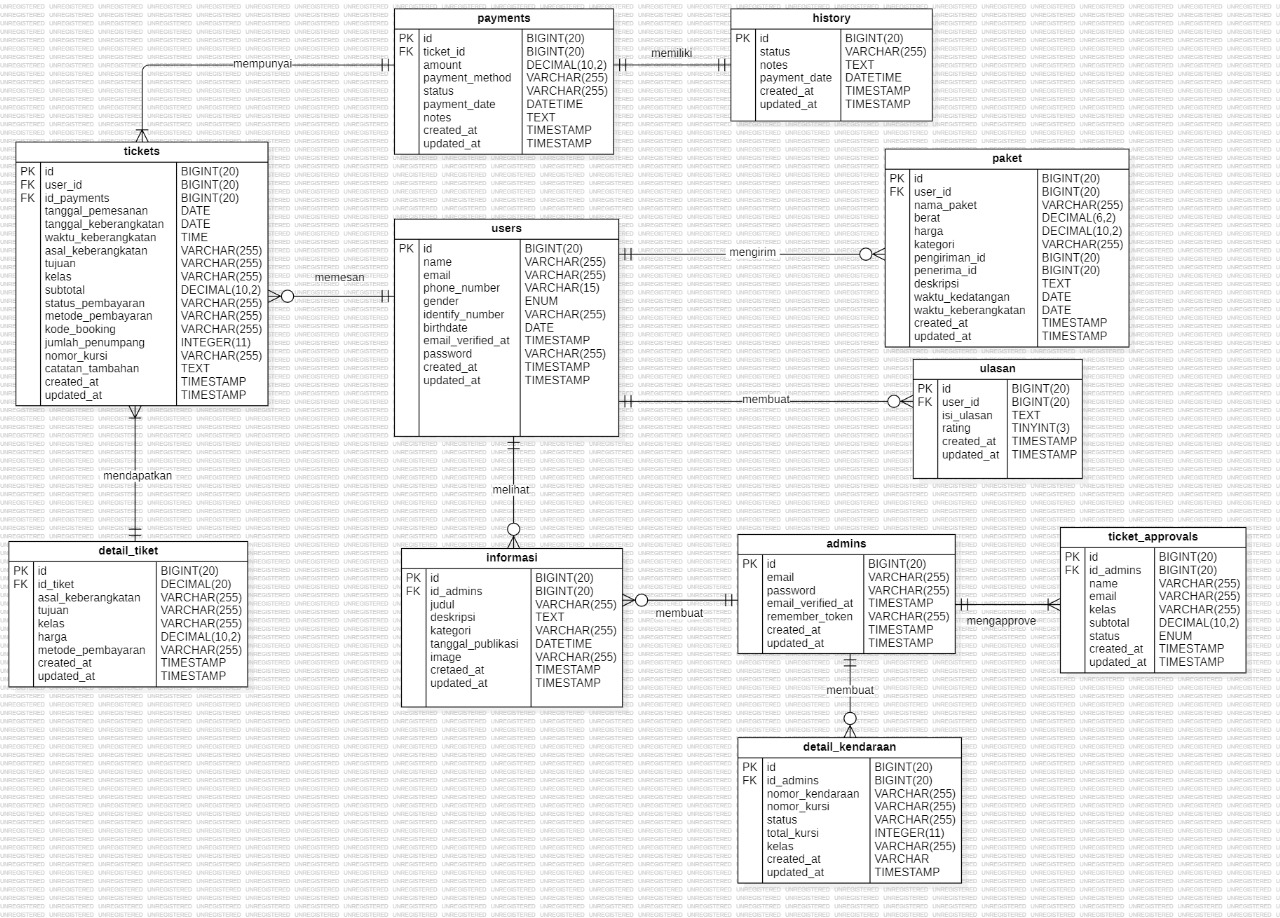 payments
PK id BIGINT(20)
FK ticket_id BIGINT(20)
amount DECIMAL(10,2)
payment_method VARCHAR(255)
status VARCHAR(255)
payment_date DATETIME
notes TEXT
created_at TIMESTAMP
updated_at TIMESTAMP
memiliki
history
PK id BIGINT(20)
status VARCHAR(255)
notes TEXT
payment_date DATETIME
created_at TIMESTAMP
updated_at TIMESTAMP
mempunyai
tickets
PK id BIGINT(20)
FK user_id BIGINT(20)
FK id_payments BIGINT(20)
tanggal_pemesanan DATE
tanggal_keberangkatan DATE
waktu_keberangkatan TIME
asal_keberangkatan VARCHAR(255)
tujuan VARCHAR(255)
kelas VARCHAR(255)
subtotal DECIMAL(10,2)
status_pembayaran VARCHAR(255)
metode_pembayaran VARCHAR(255)
kode_booking VARCHAR(255)
jumlah_penumpang INTEGER(11)
nomor_kursi VARCHAR(255)
catatan_tambahan TEXT
created_at TIMESTAMP
updated_at TIMESTAMP
memesan
users
PK id BIGINT(20)
name VARCHAR(255)
email VARCHAR(255)
phone_number VARCHAR(15)
gender ENUM
identify_number VARCHAR(255)
birthdate DATE
email_verified_at TIMESTAMP
password VARCHAR(255)
created_at TIMESTAMP
updated_at TIMESTAMP
mengirim
paket
PK id BIGINT(20)
FK user_id BIGINT(20)
nama_paket VARCHAR(255)
berat DECIMAL(6,2)
harga DECIMAL(10,2)
kategori VARCHAR(255)
pengiriman_id BIGINT(20)
penerima_id BIGINT(20)
deskripsi TEXT
waktu_kedatangan DATE
waktu_keberangkatan DATE
created_at TIMESTAMP
updated_at TIMESTAMP
membuat
ulasan
PK id BIGINT(20)
FK user_id BIGINT(20)
isi_ulasan TEXT
rating TINYINT(3)
created_at TIMESTAMP
updated_at TIMESTAMP
mendapatkan
melihat
detail_tiket
PK id BIGINT(20)
FK id_tiket DECIMAL(20)
asal_keberangkatan VARCHAR(255)
tujuan VARCHAR(255)
kelas VARCHAR(255)
harga DECIMAL(10,2)
metode_pembayaran VARCHAR(255)
created_at TIMESTAMP
updated_at TIMESTAMP
informasi
PK id BIGINT(20)
FK id_admins BIGINT(20)
judul VARCHAR(255)
deskripsi TEXT
kategori VARCHAR(255)
tanggal_publikasi DATETIME
image VARCHAR(255)
cretaed_at TIMESTAMP
updated_at TIMESTAMP
membuat
admins
PK id BIGINT(20)
email VARCHAR(255)
password VARCHAR(255)
email_verified_at TIMESTAMP
remember_token VARCHAR(255)
created_at TIMESTAMP
updated_at TIMESTAMP
mengapprove
ticket_approvals
PK id BIGINT(20)
FK id_admins BIGINT(20)
name VARCHAR(255)
email VARCHAR(255)
kelas VARCHAR(255)
subtotal DECIMAL(10,2)
status ENUM
created_at TIMESTAMP
updated_at TIMESTAMP
membuat
detail_kendaraan
PK id BIGINT(20)
FK id_admins BIGINT(20)
nomor_kendaraan VARCHAR(255)
nomor_kursi VARCHAR(255)
status VARCHAR(255)
total_kursi INTEGER(11)
kelas VARCHAR(255)
created_at VARCHAR
updated_at TIMESTAMP
UNREGISTERED